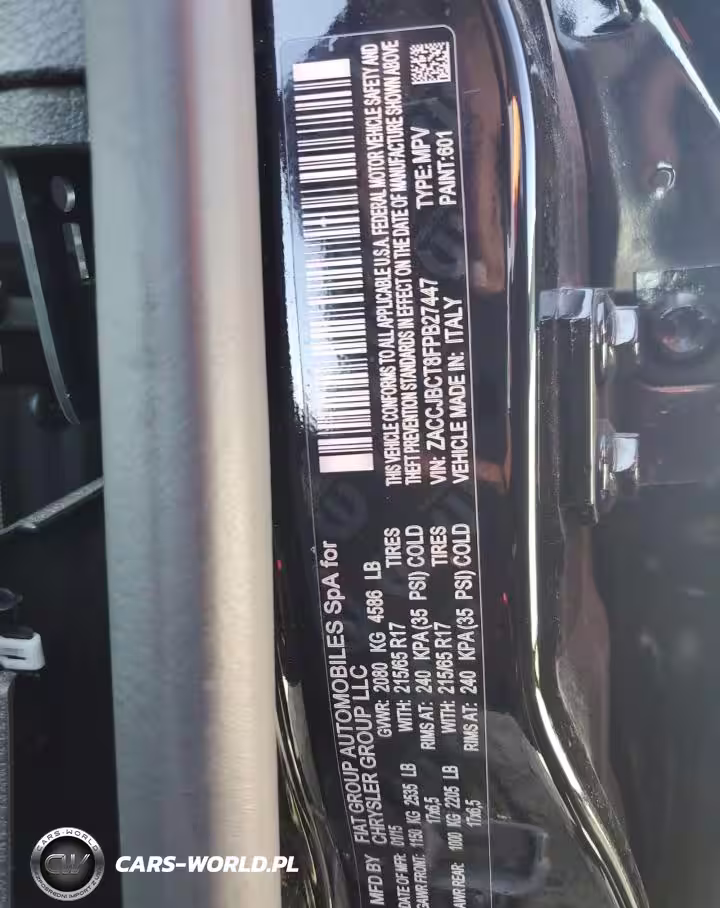 MFD BY FIAT GROUP AUTOMOBILES SpA for
CHRYSLER GROUP LLC
DATE OF MFR: 01/15 GVWR: 2080 KG 4586 LB
GAWR FRONT: 1150 KG 2535 LB WITH: 215/65 R17 TIRES
17x6,5 RIMS AT: 240 KPA(35 PSI) COLD
AWR REAR: 1000 KG 2205 LB WITH: 215/65 R17 TIRES
17x6,5 RIMS AT: 240 KPA(35 PSI) COLD
THIS VEHICLE CONFORMS TO ALL APPLICABLE U.S.A. FEDERAL MOTOR VEHICLE SAFETY AND
THEFT PREVENTION STANDARDS IN EFFECT ON THE DATE OF MANUFACTURE SHOWN ABOVE
VIN: ZACCJBCT8FPB27447 TYPE: MPV
VEHICLE MADE IN: ITALY PAINT:601
CARS-WORLD
CW
CARS-WORLD.PL